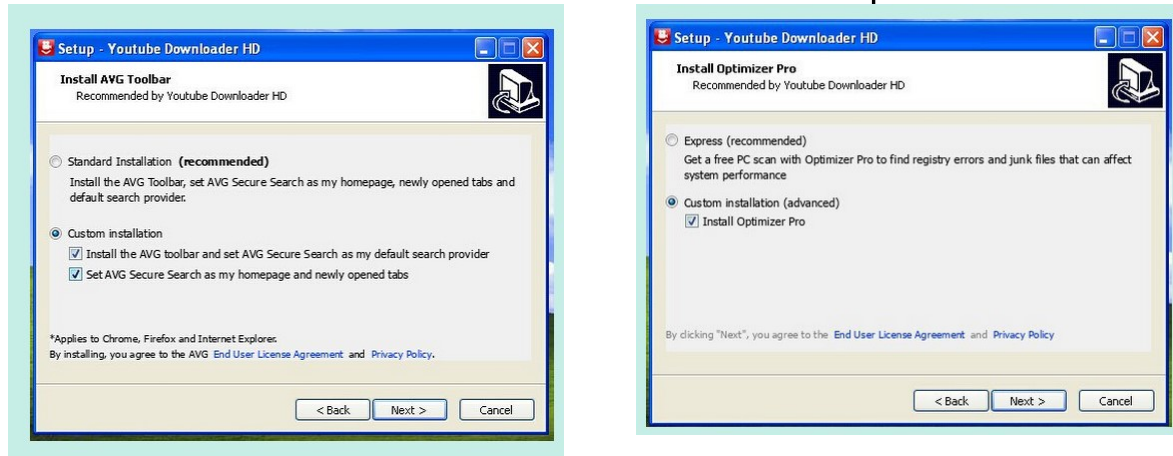 Setup - Youtube Downloader HD
Install AVG Toolbar
Recommended by Youtube Downloader HD
Standard Installation (recommended)
Install the AVG Toolbar, set AVG Secure Search as my homepage, newly opened tabs and
default search provider.
Custom installation
Install the AVG toolbar and set AVG Secure Search as my default search provider
Set AVG Secure Search as my homepage and newly opened tabs
*Applies to Chrome, Firefox and Internet Explorer.
By installing, you agree to the AVG End User License Agreement and Privacy Policy.
< Back
Next >
Cancel
Setup - Youtube Downloader HD
Install Optimizer Pro
Recommended by Youtube Downloader HD
Express (recommended)
Get a free PC scan with Optimizer Pro to find registry errors and junk files that can affect
system performance
Custom installation (advanced)
Install Optimizer Pro
By clicking "Next", you agree to the End User License Agreement and Privacy Policy
< Back
Next >
Cancel